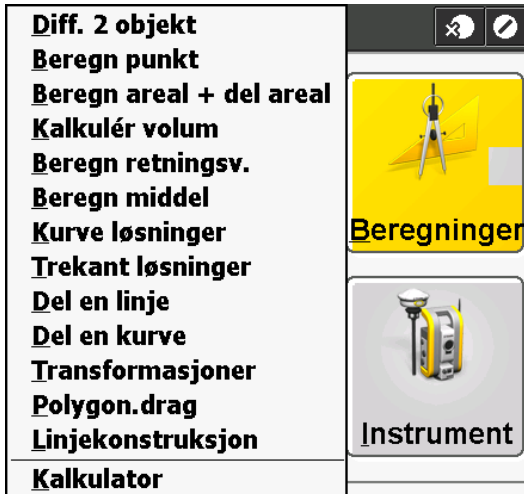 Diff. 2 objekt
Beregn punkt
Beregn areal + del areal
Kalkulér volum
Beregn retningsv.
Beregn middel
Kurve løsninger
Trekant løsninger
Del en linje
Del en kurve
Transformasjoner
Polygon.drag
Linjekonstruksjon
Kalkulator
Beregninger
Instrument